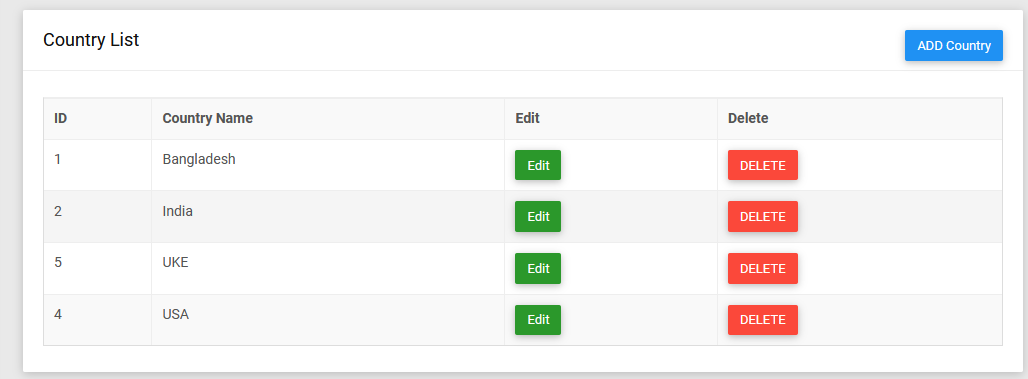 Country List
ADD Country
ID Country Name Edit Delete
1 Bangladesh Edit DELETE
2 India Edit DELETE
5 UKE Edit DELETE
4 USA Edit DELETE